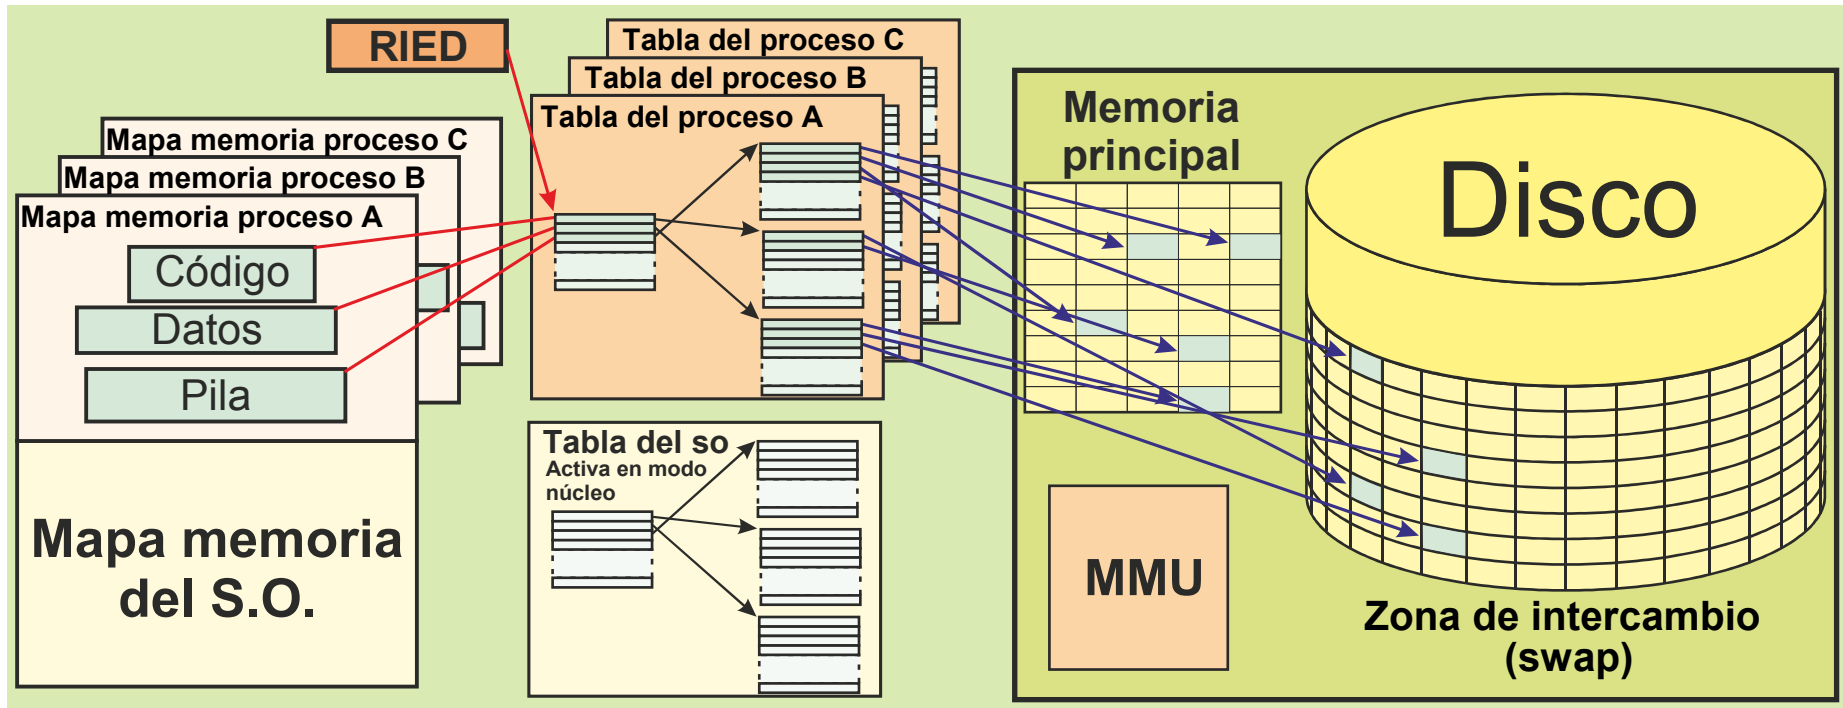 RIED
Mapa memoria proceso C
Mapa memoria proceso B
Mapa memoria proceso A
Código
Datos
Pila
Mapa memoria
del S.O.
Tabla del proceso C
Tabla del proceso B
Tabla del proceso A
Tabla del so
Activa en modo
núcleo
Memoria
principal
MMU
Disco
Zona de intercambio
(swap)